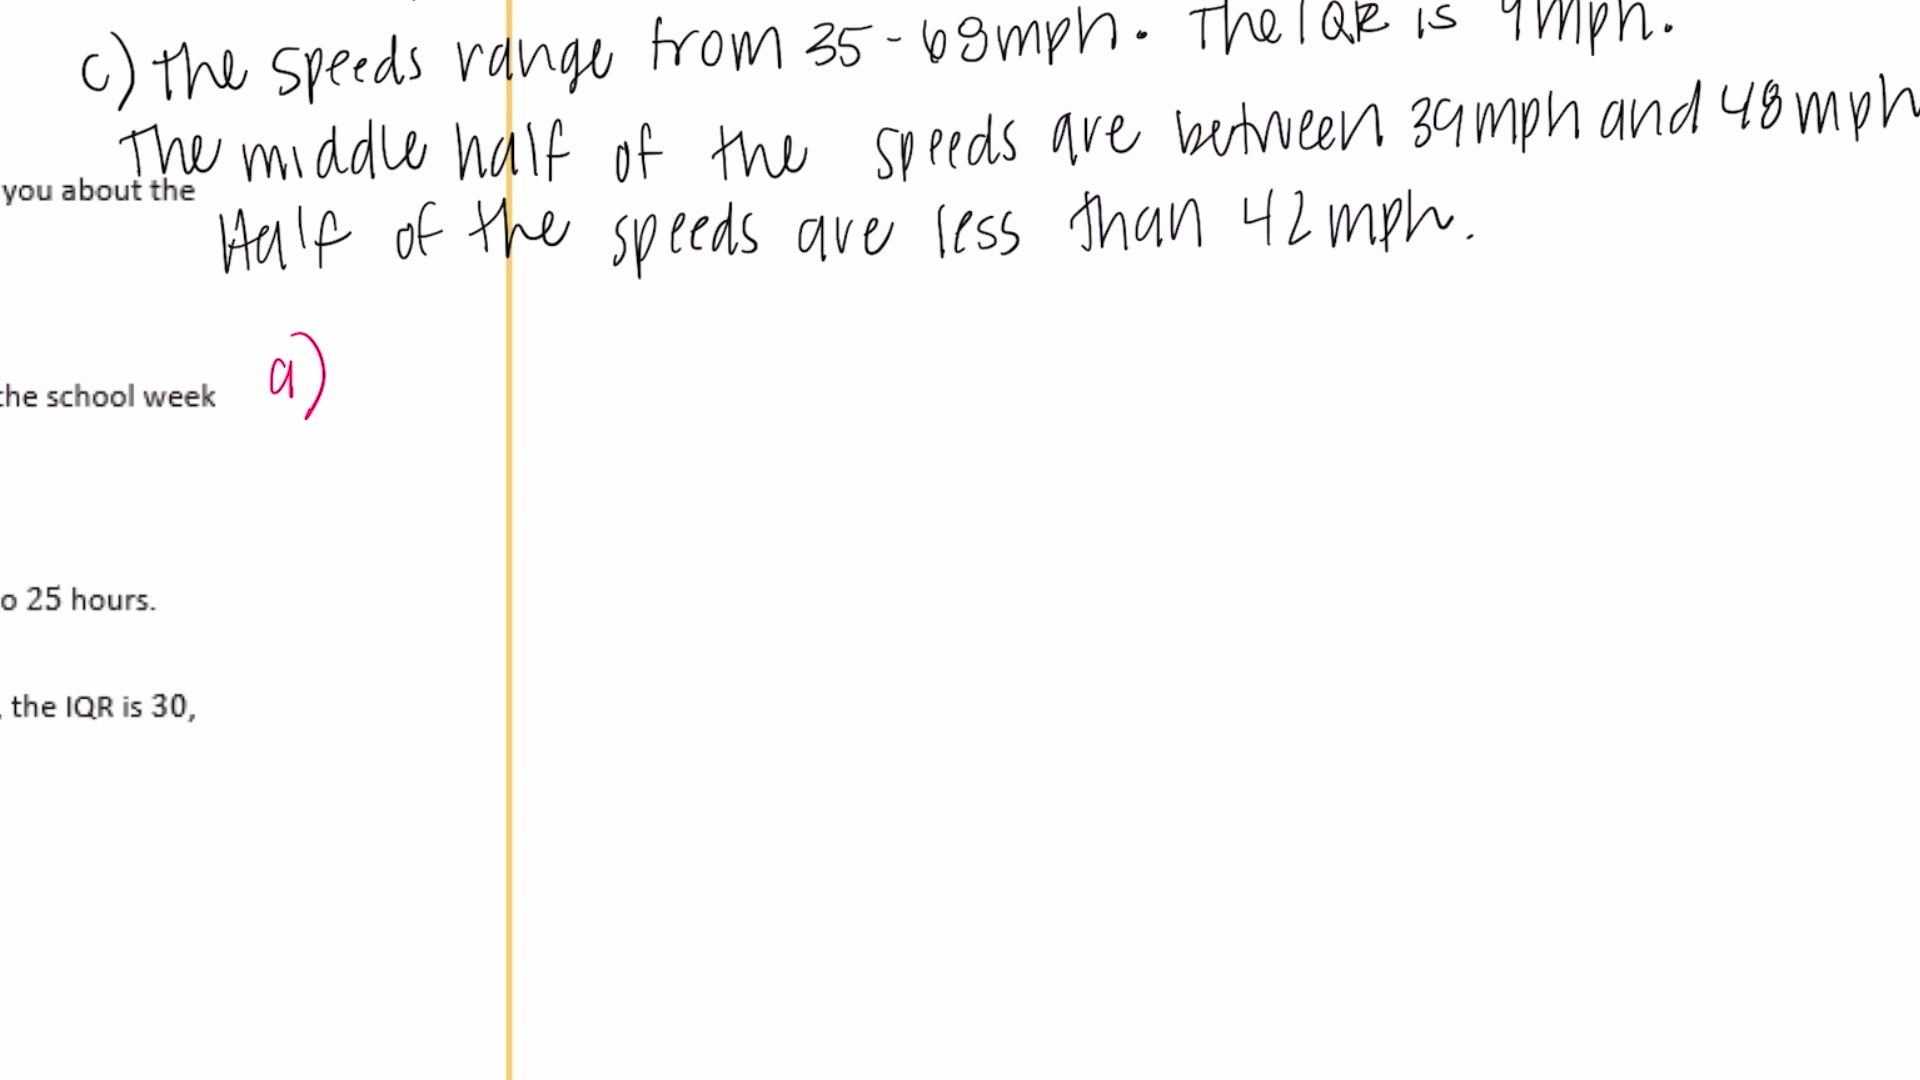 c) the speeds range from 35-68mph. The IQR is 9mph.
The middle half of the speeds are between 39mph and 48mph
you about the
Half of the speeds are less than 42mph.
a)
the school week
o 25 hours.
, the IQR is 30,